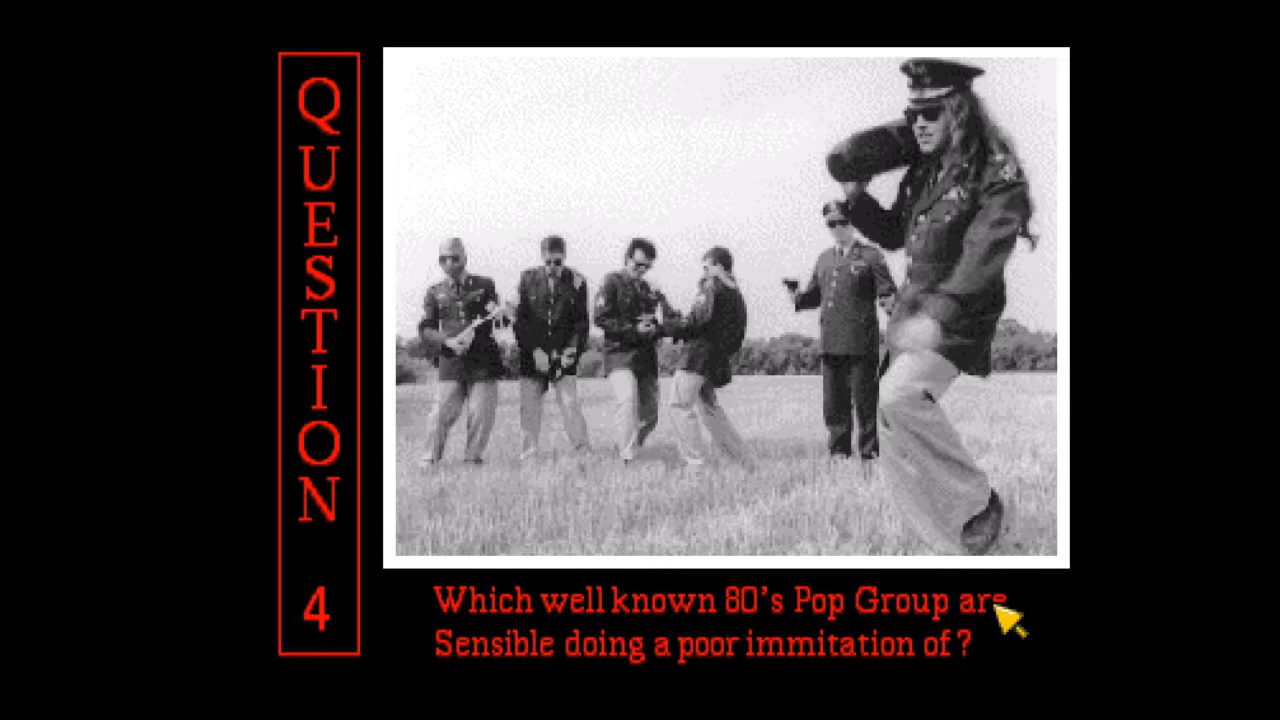 QUESTION 4
Which well known 80's Pop Group are
Sensible doing a poor immitation of ?